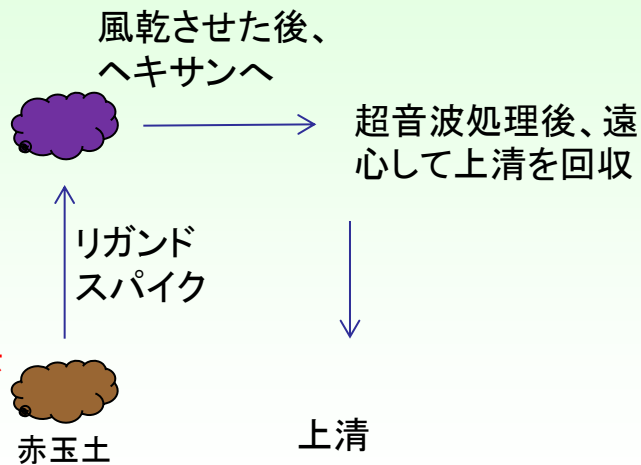 風乾させた後、
ヘキサンへ
超音波処理後、遠
心して上清を回収
リガンド
スパイク
赤玉土
上清